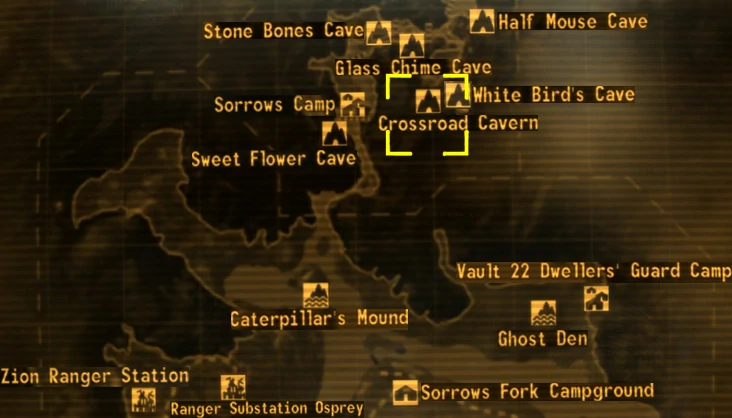 Half Mouse Cave
Stone Bones Cave
Glass Chime Cave
White Bird's Cave
Sorrows Camp
Crossroad Cavern
Sweet Flower Cave
Vault 22 Dwellers' Guard Camp
Caterpillar's Mound
Ghost Den
Zion Ranger Station
Sorrows Fork Campground
Ranger Substation Osprey